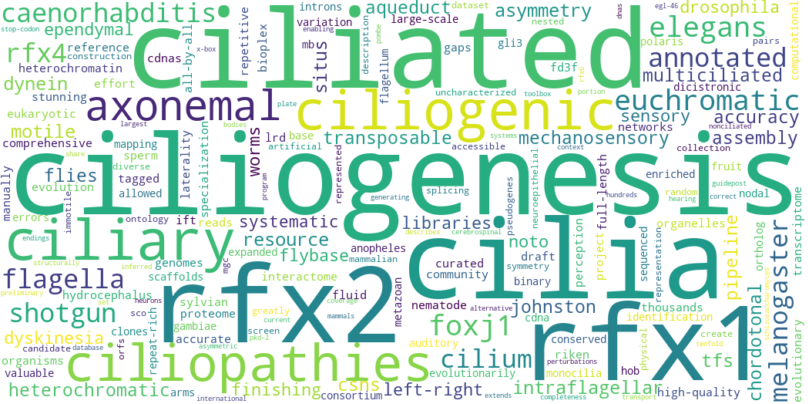 caenorhabditis
ependymal
stop-codon
x-box
rfx4
reference
construction
heterochromatin
dynein
effort
eukaryotic
stunning
motile
comprehensive
mapping
sperm
diverse
evolution
tagged
allowed
manually
flies
immotile
errors
ciliated
introns
variation
mb
repetitive
bioplex
cdnas
all-by-all
situs
large-scale
description
flagellum
aqueduct
dataset
gaps
gli3
uncharacterized
asymmetry
nested
pombe
fd3f
enabling
toolbox
dnas
egl-46
polaris
pairs
rfx6
portion
drosophila
computational
elegans
annotated
multiciliated
dicistronic
euchromatic
sensory
accuracy
networks
assembly
axonemal
ciliogenic
plate
largest
bodies
systems
nonciliated
collection
transposable
mechanosensory
lrd
base
artificial
accessible
context
worms
laterality
specialization
represented
program
ciliogenesis
share
ontology
ift
reads
systematic
libraries
splicing
pseudogenes
neuroepithelial
enriched
random
hearing
fruit
guidepost
correct
nodal
hundreds
full-length
generating
describes
cerebrospinal
ciliary
endings
structurally
flagella
preliminary
inferred
expanded
resource
flybase
genomes
scaffolds
interactome
mammalian
anopheles
symmetry
curated
community
nematode
noto
draft
binary
perception
project
sequenced
representation
organelles
pipeline
ortholog
transcriptome
melanogaster
evolutionary
cilia
metazoan
hydrocephalus
sylvian
proteome
gambiae
fluid
coverage
mgc
shotgun
sco
neurons
clones
accurate
greatly
current
screen
mammals
pkd-2
asymmetric
repeat-rich
dyskinesia
candidate
database
orfs
organisms
valuable
heterochromatic
arms
international
rfx2
foxj1
johnston
cdna
conserved
alternative
auditory
riken
identification
thousands
tenfold
create
tfs
physical
rfx1
chordotonal
ciliopathies
cilium
evolutionarily
monocilia
hob
perturbations
finishing
csns
consortium
left-right
extends
intraflagellar
completeness
transport
high-quality